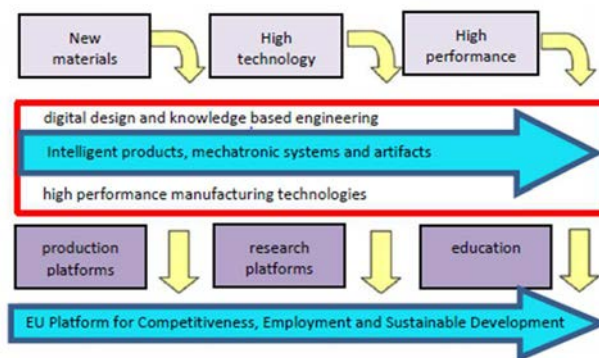 New
materials
High
technology
High
performance
digital design and knowledge based engineering
Intelligent products, mechatronic systems and artifacts
high performance manufacturing technologies
production
platforms
research
platforms
education
EU Platform for Competitiveness, Employment and Sustainable Development